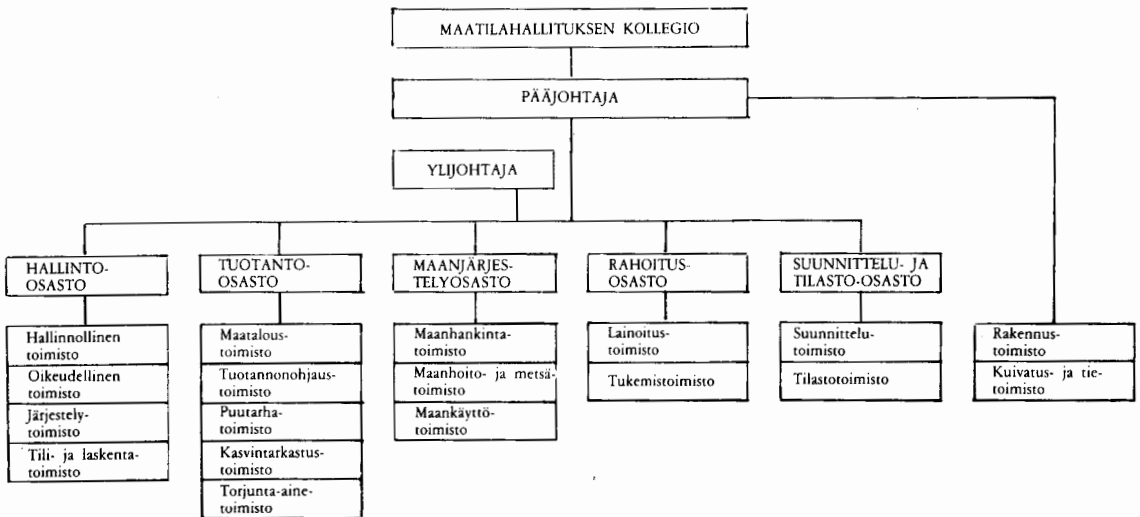 MAATILAHALLITUKSEN KOLLEGIO
PÄÄJOHTAJA
YLIJOHTAJA
HALLINTO-
OSASTO
Hallinnollinen
toimisto
Oikeudellinen
toimisto
Järjestely-
toimisto
Tili- ja laskenta-
toimisto
TUOTANTO-
OSASTO
Maatalous-
toimisto
Tuotannonohjaus-
toimisto
Puutarha-
toimisto
Kasvintarkastus-
toimisto
Torjunta-aine-
toimisto
MAANJÄRJES-
TELYOSASTO
Maanhankinta-
toimisto
Maanhoito- ja metsä-
toimisto
Maankäyttö-
toimisto
RAHOITUS-
OSASTO
Lainoitus-
toimisto
Tukemistoimisto
SUUNNITTELU- JA
TILASTO-OSASTO
Suunnittelu-
toimisto
Tilastotoimisto
Rakennus-
toimisto
Kuivatus- ja tie-
toimisto